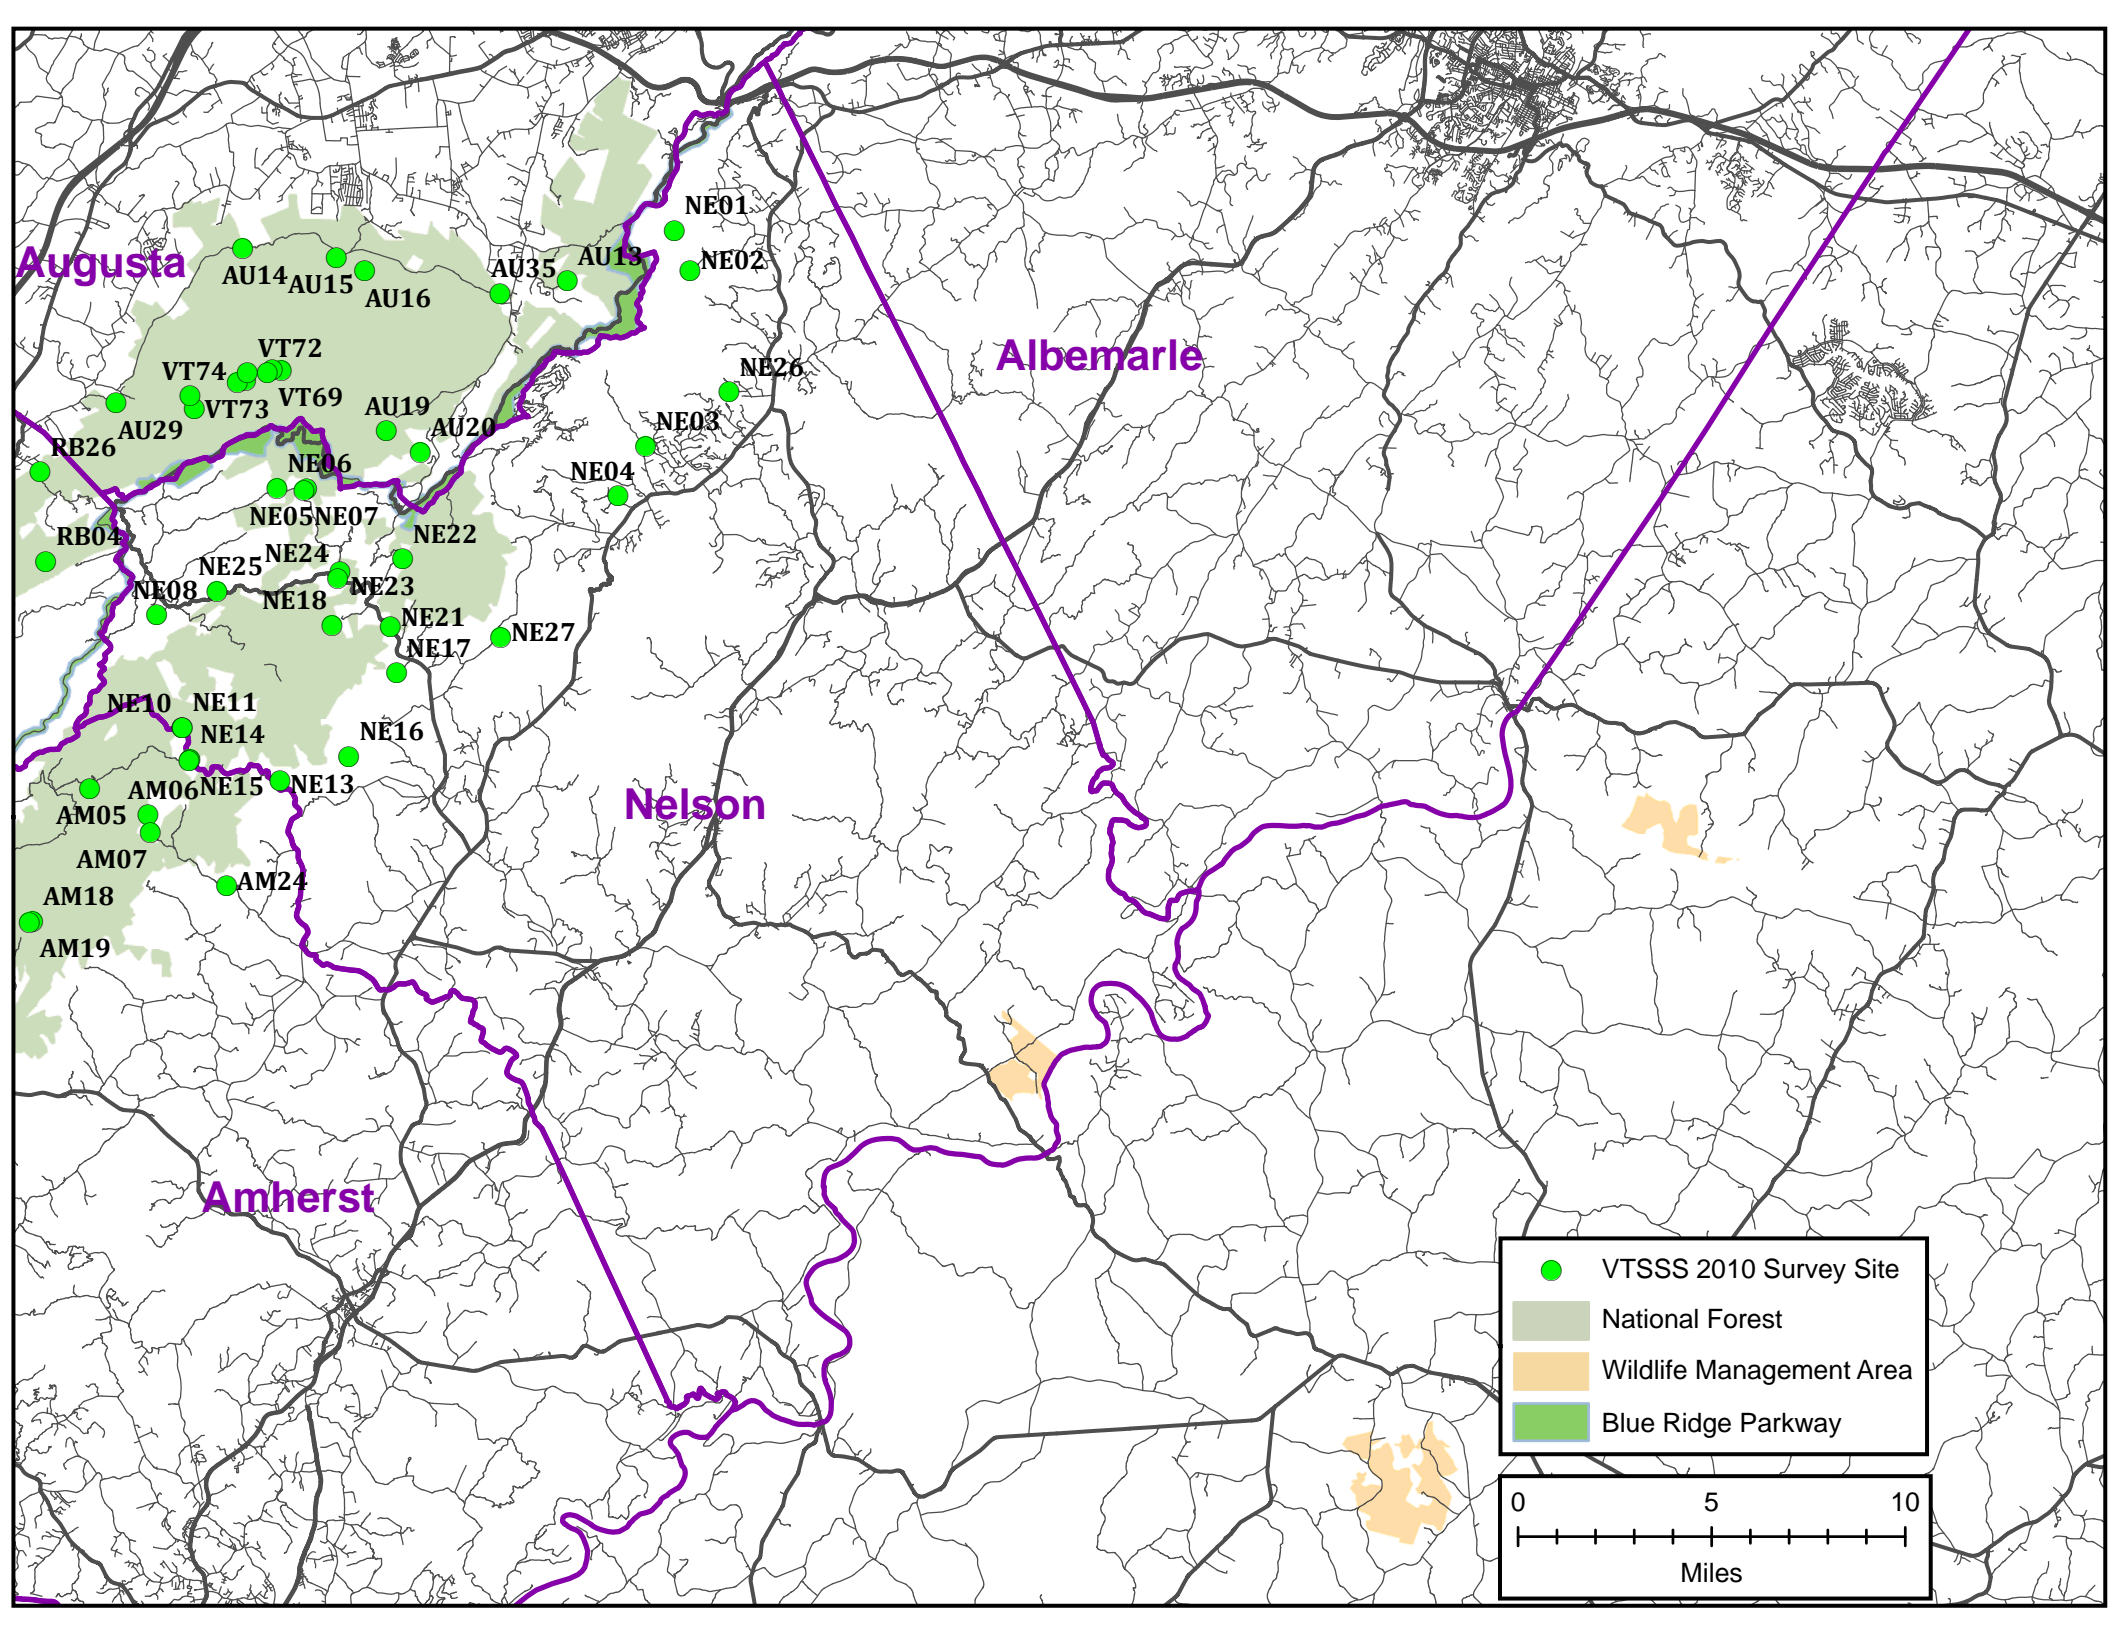 NE01
Augusta
AU13
NE02
AU14
AU15
AU16
AU35
VT72
Albemarle
VT74
NE26
VT73
VT69
AU19
AU29
AU20
NE03
RB26
NE06
NE04
NE05
NE07
RB04
NE22
NE24
NE25
NE08
NE23
NE18
NE21
NE27
NE17
NE10
NE11
NE14
NE16
AM06
NE15
NE13
AM05
Nelson
AM07
AM24
AM18
AM19
Amherst
VTSSS 2010 Survey Site
National Forest
Wildlife Management Area
Blue Ridge Parkway
0 5 10
Miles